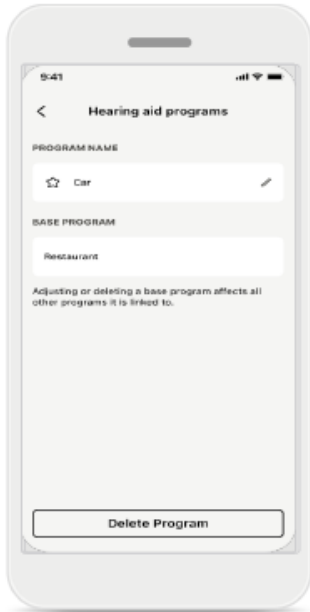 9:41
Hearing aid programs
PROGRAM NAME
Car
BASE PROGRAM
Restaurant
Adjusting or deleting a base program affects all
other programs it is linked to.
Delete Program